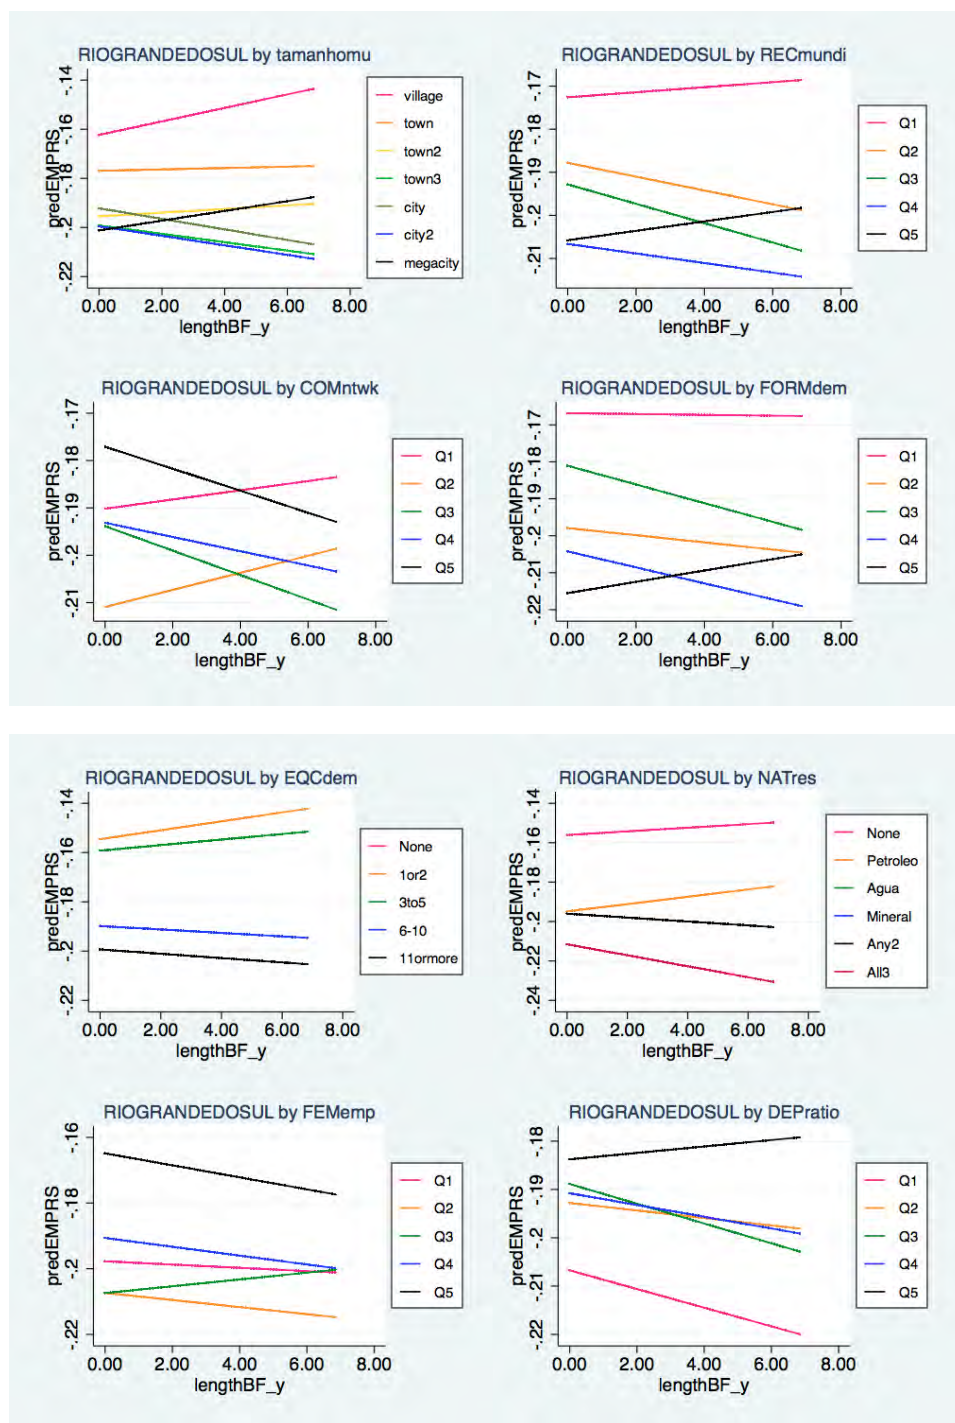 RIOGRANDEDOSUL by tamanhomu
predEMPRS
-.14
-.16
-.18
-.2
-.22
0.00 2.00 4.00 6.00 8.00
lengthBF_y
village
town
town2
town3
city
city2
megacity
RIOGRANDEDOSUL by RECmundi
predEMPRS
-.17
-.18
-.19
-.2
-.21
0.00 2.00 4.00 6.00 8.00
lengthBF_y
Q1
Q2
Q3
Q4
Q5
RIOGRANDEDOSUL by COMntwk
predEMPRS
-.17
-.18
-.19
-.2
-.21
0.00 2.00 4.00 6.00 8.00
lengthBF_y
Q1
Q2
Q3
Q4
Q5
RIOGRANDEDOSUL by FORMdem
predEMPRS
-.17
-.18
-.19
-.2
-.21
-.22
0.00 2.00 4.00 6.00 8.00
lengthBF_y
Q1
Q2
Q3
Q4
Q5
RIOGRANDEDOSUL by EQCdem
predEMPRS
-.14
-.16
-.18
-.2
-.22
0.00 2.00 4.00 6.00 8.00
lengthBF_y
None
1or2
3to5
6-10
11ormore
RIOGRANDEDOSUL by NATres
predEMPRS
-.14
-.16
-.18
-.2
-.22
-.24
0.00 2.00 4.00 6.00 8.00
lengthBF_y
None
Petroleo
Agua
Mineral
Any2
All3
RIOGRANDEDOSUL by FEMemp
predEMPRS
-.16
-.18
-.2
-.22
0.00 2.00 4.00 6.00 8.00
lengthBF_y
Q1
Q2
Q3
Q4
Q5
RIOGRANDEDOSUL by DEPratio
predEMPRS
-.18
-.19
-.2
-.21
-.22
0.00 2.00 4.00 6.00 8.00
lengthBF_y
Q1
Q2
Q3
Q4
Q5